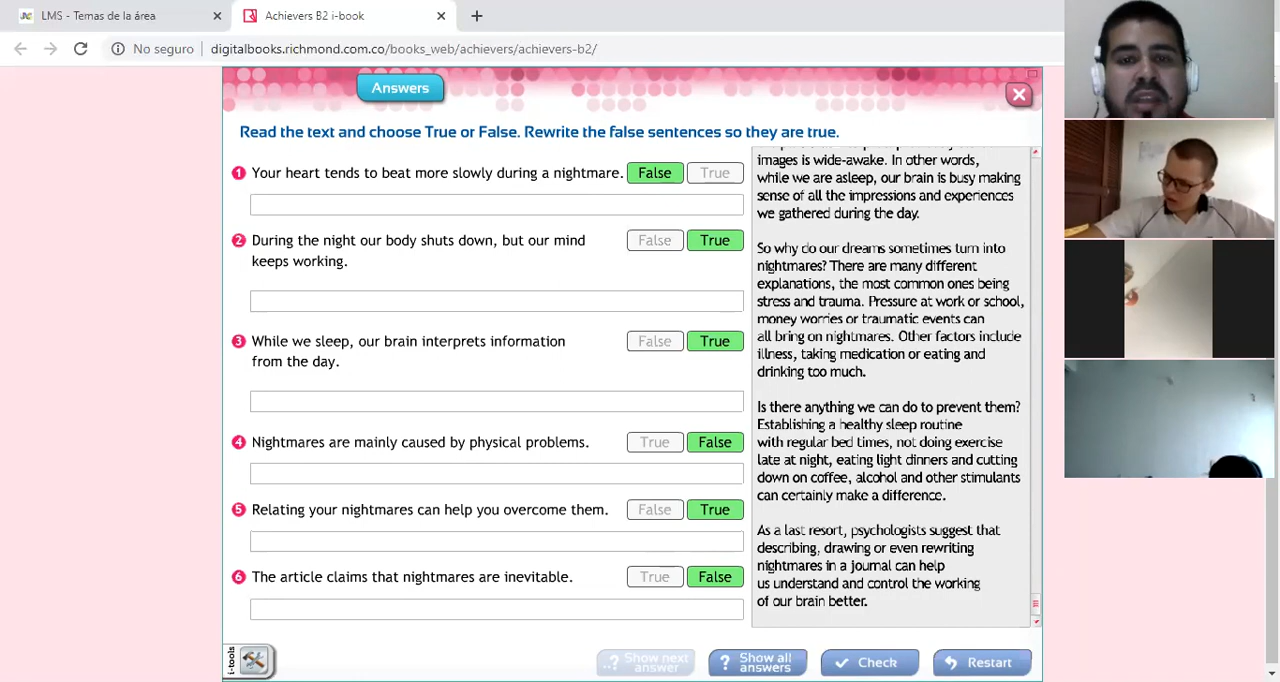 LMS - Temas de la área
Achievers B2 i-book
No seguro
digitalbooks.richmond.com.co/books_web/achievers/achievers-b2/
Answers
Read the text and choose True or False. Rewrite the false sentences so they are true.
1 Your heart tends to beat more slowly during a nightmare. False True
2 During the night our body shuts down, but our mind False True
keeps working.
3 While we sleep, our brain interprets information False True
from the day.
4 Nightmares are mainly caused by physical problems. True False
5 Relating your nightmares can help you overcome them. False True
6 The article claims that nightmares are inevitable. True False
images is wide-awake. In other words,
while we are asleep, our brain is busy making
sense of all the impressions and experiences
we gathered during the day.
So why do our dreams sometimes turn into
nightmares? There are many different
explanations, the most common ones being
stress and trauma. Pressure at work or school,
money worries or traumatic events can
all bring on nightmares. Other factors include
illness, taking medication or eating and
drinking too much.
Is there anything we can do to prevent them?
Establishing a healthy sleep routine
with regular bed times, not doing exercise
late at night, eating light dinners and cutting
down on coffee, alcohol and other stimulants
can certainly make a difference.
As a last resort, psychologists suggest that
describing, drawing or even rewriting
nightmares in a journal can help
us understand and control the working
of our brain better.
i-tools
Show next
answer
Show all
answers
Check
Restart